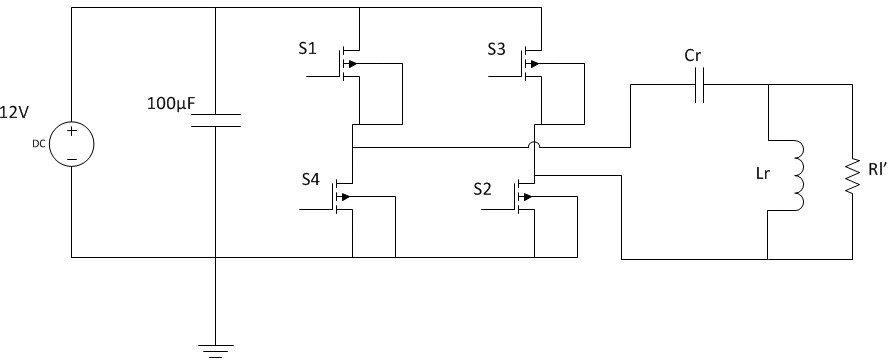 S1
S3
Cr
100µF
12V
+
DC
−
Lr
Rl’
S4
S2